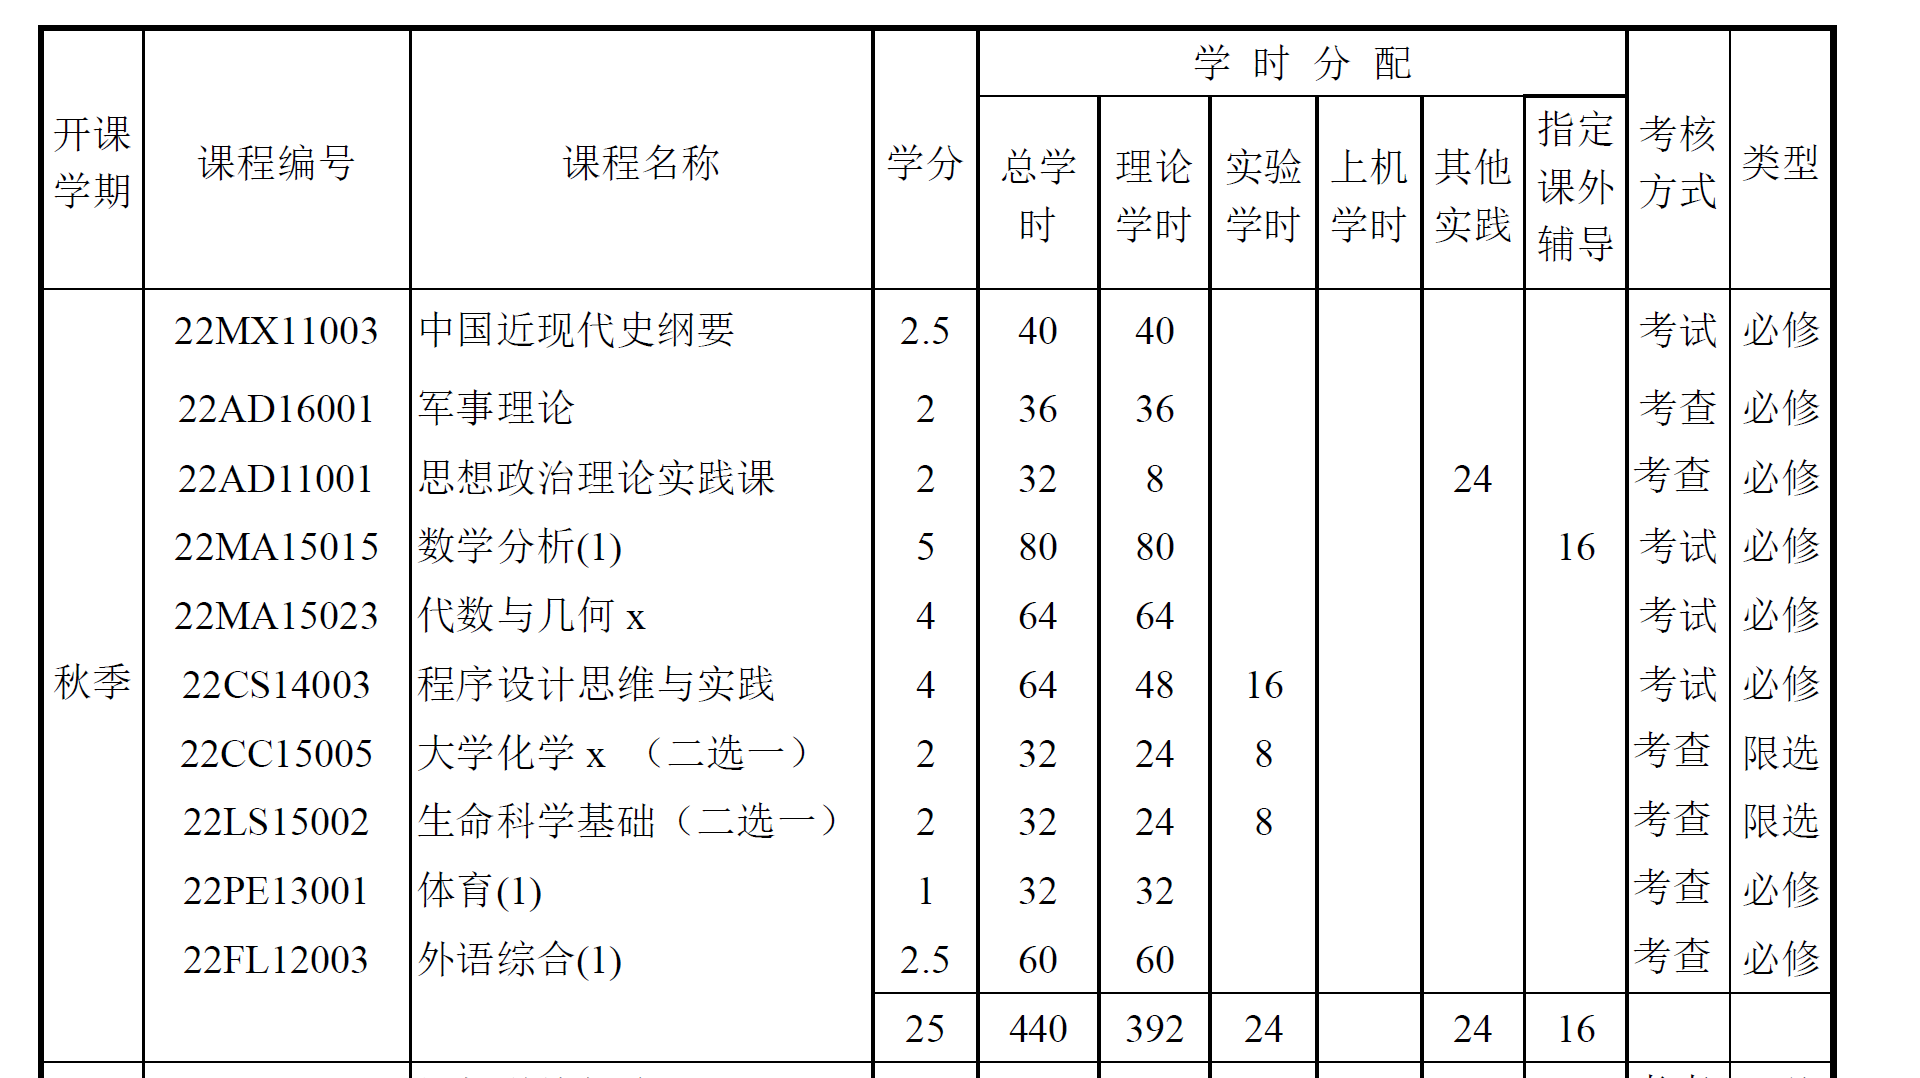 开课学期 课程编号 课程名称 学分 学时分配 考核方式 类型
总学时 理论学时 实验学时 上机学时 其他实践 指定课外辅导
秋季
22MX11003 中国近现代史纲要 2.5 40 40 考试 必修
22AD16001 军事理论 2 36 36 考查 必修
22AD11001 思想政治理论实践课 2 32 8 24 考查 必修
22MA15015 数学分析(1) 5 80 80 16 考试 必修
22MA15023 代数与几何 x 4 64 64 考试 必修
22CS14003 程序设计思维与实践 4 64 48 16 考试 必修
22CC15005 大学化学 x （二选一） 2 32 24 8 考查 限选
22LS15002 生命科学基础（二选一） 2 32 24 8 考查 限选
22PE13001 体育(1) 1 32 32 考查 必修
22FL12003 外语综合(1) 2.5 60 60 考查 必修
25 440 392 24 24 16